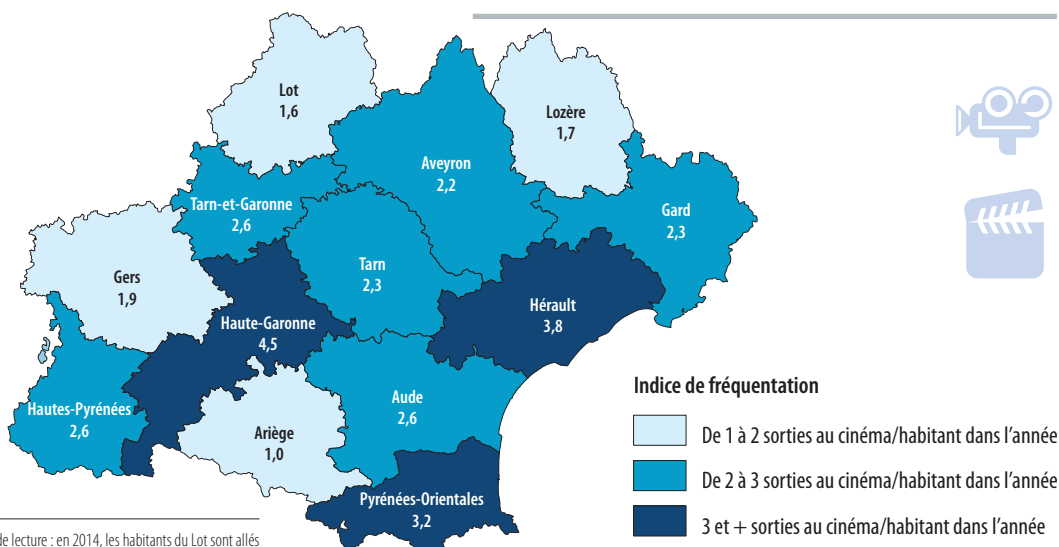 Lot
1,6
Lozère
1,7
Aveyron
2,2
Tarn-et-Garonne
2,6
Gard
2,3
Tarn
2,3
Gers
1,9
Hérault
3,8
Haute-Garonne
4,5
Hautes-Pyrénées
2,6
Aude
2,6
Ariège
1,0
Pyrénées-Orientales
3,2
Indice de fréquentation
De 1 à 2 sorties au cinéma/habitant dans l’année
De 2 à 3 sorties au cinéma/habitant dans l’année
3 et + sorties au cinéma/habitant dans l’année
de lecture : en 2014, les habitants du Lot sont allés